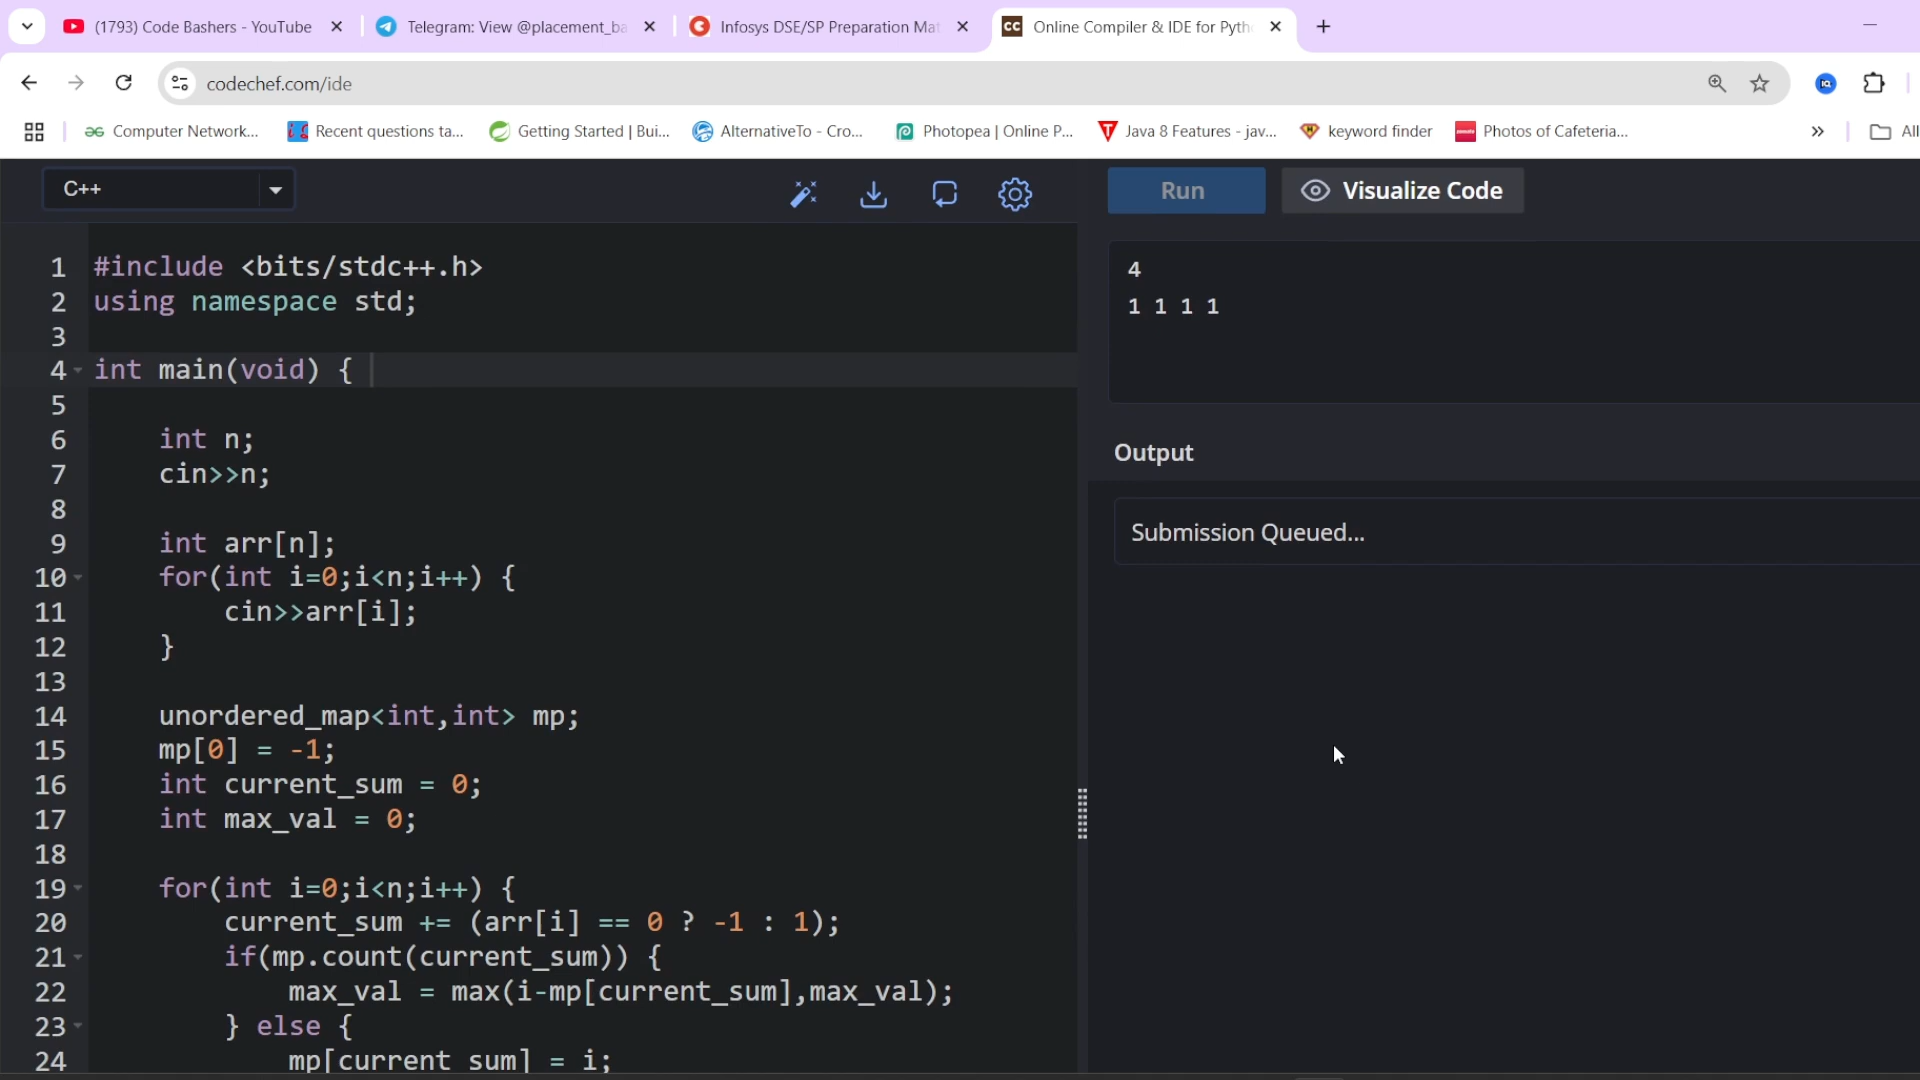 (1793) Code Bashers - YouTube
Telegram: View @placement_ba
Infosys DSE/SP Preparation Mat
CC Online Compiler & IDE for Pyth
codechef.com/ide
Computer Network...
Recent questions ta...
Getting Started | Bui...
AlternativeTo - Cro...
Photopea | Online P...
Java 8 Features - jav...
keyword finder
Photos of Cafeteria...
All
C++
1 #include <bits/stdc++.h>
2 using namespace std;
3
4 int main(void) {
5
6 int n;
7 cin>>n;
8
9 int arr[n];
10 for(int i=0;i<n;i++) {
11 cin>>arr[i];
12 }
13
14 unordered_map<int,int> mp;
15 mp[0] = -1;
16 int current_sum = 0;
17 int max_val = 0;
18
19 for(int i=0;i<n;i++) {
20 current_sum += (arr[i] == 0 ? -1 : 1);
21 if(mp.count(current_sum)) {
22 max_val = max(i-mp[current_sum],max_val);
23 } else {
24 mp[current_sum] = i;
Run
Visualize Code
4
1 1 1 1
Output
Submission Queued...